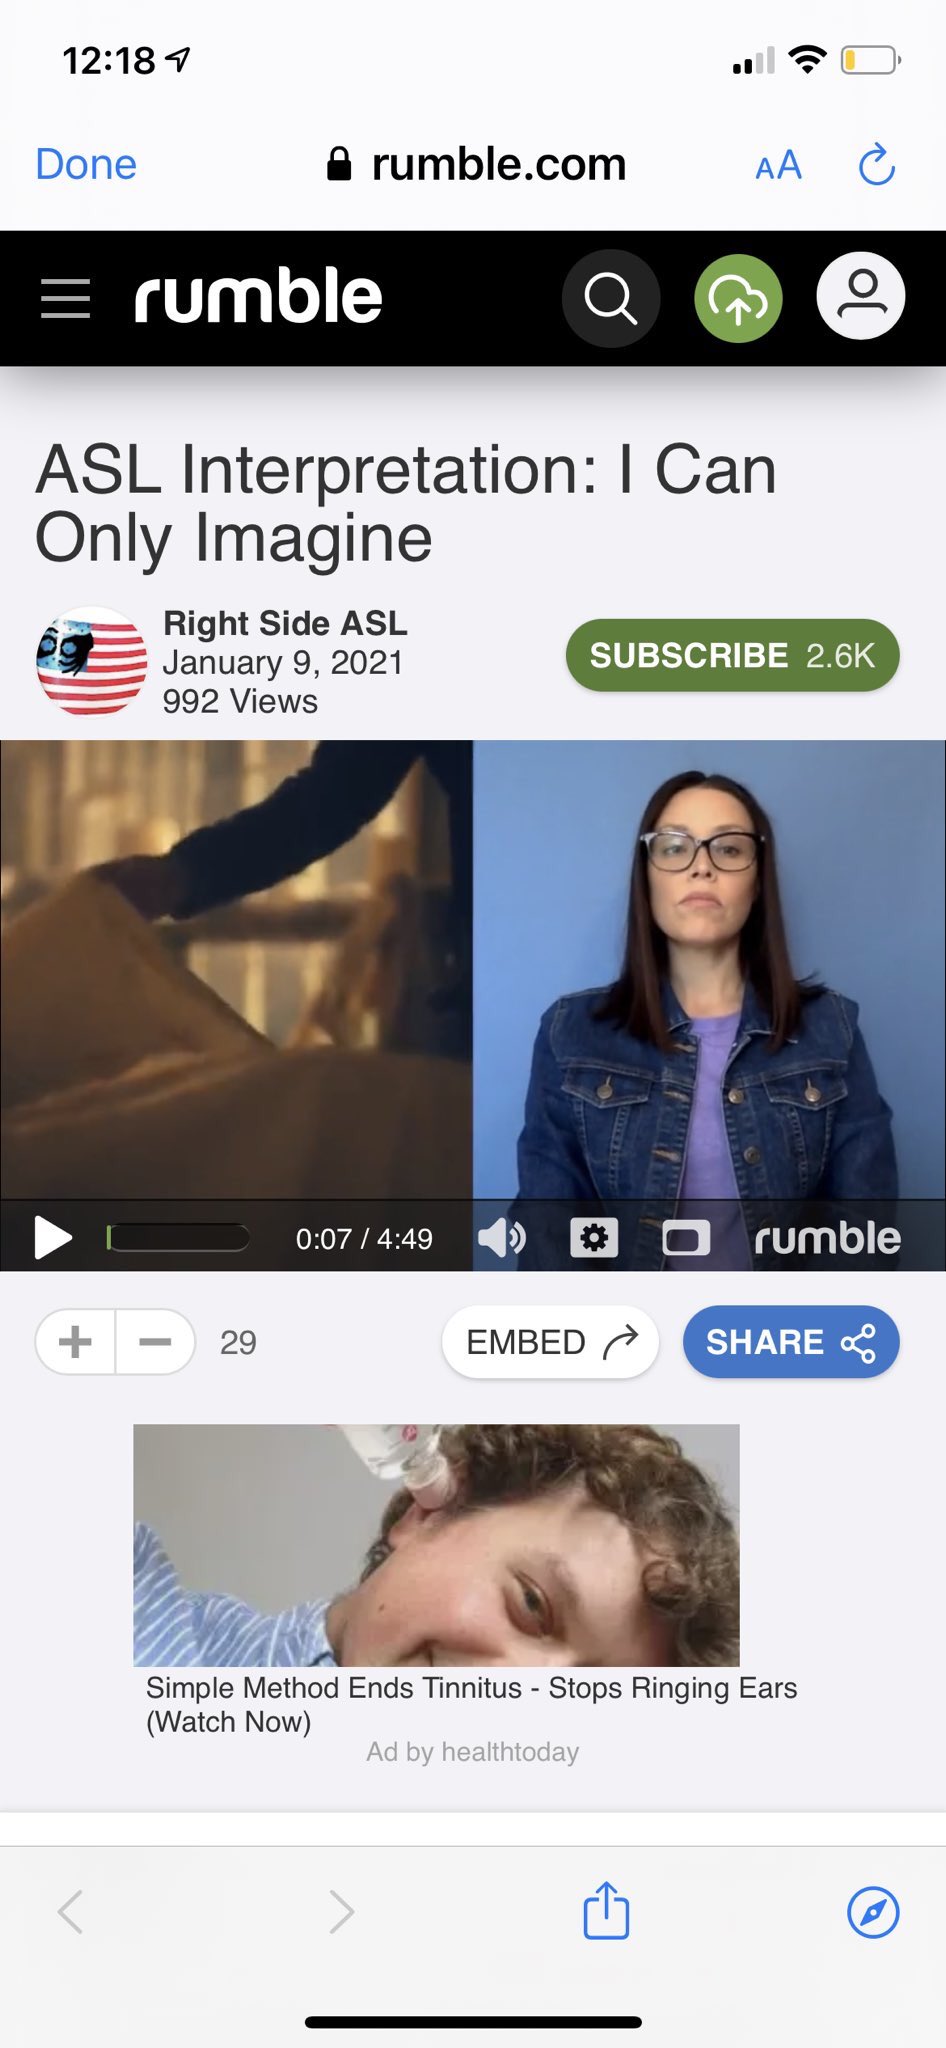 12:18
Done
rumble.com
AA
rumble
ASL Interpretation: I Can
Only Imagine
Right Side ASL
January 9, 2021
992 Views
SUBSCRIBE 2.6K
0:07 / 4:49
rumble
29
EMBED
SHARE
Simple Method Ends Tinnitus - Stops Ringing Ears
(Watch Now)
Ad by healthtoday